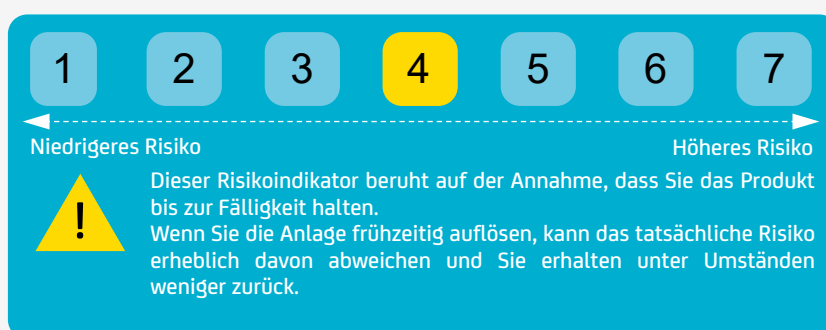 1 2 3 4 5 6 7
Niedrigeres Risiko Höheres Risiko
!
Dieser Risikoindikator beruht auf der Annahme, dass Sie das Produkt
bis zur Fälligkeit halten.
Wenn Sie die Anlage frühzeitig auflösen, kann das tatsächliche Risiko
erheblich davon abweichen und Sie erhalten unter Umständen
weniger zurück.